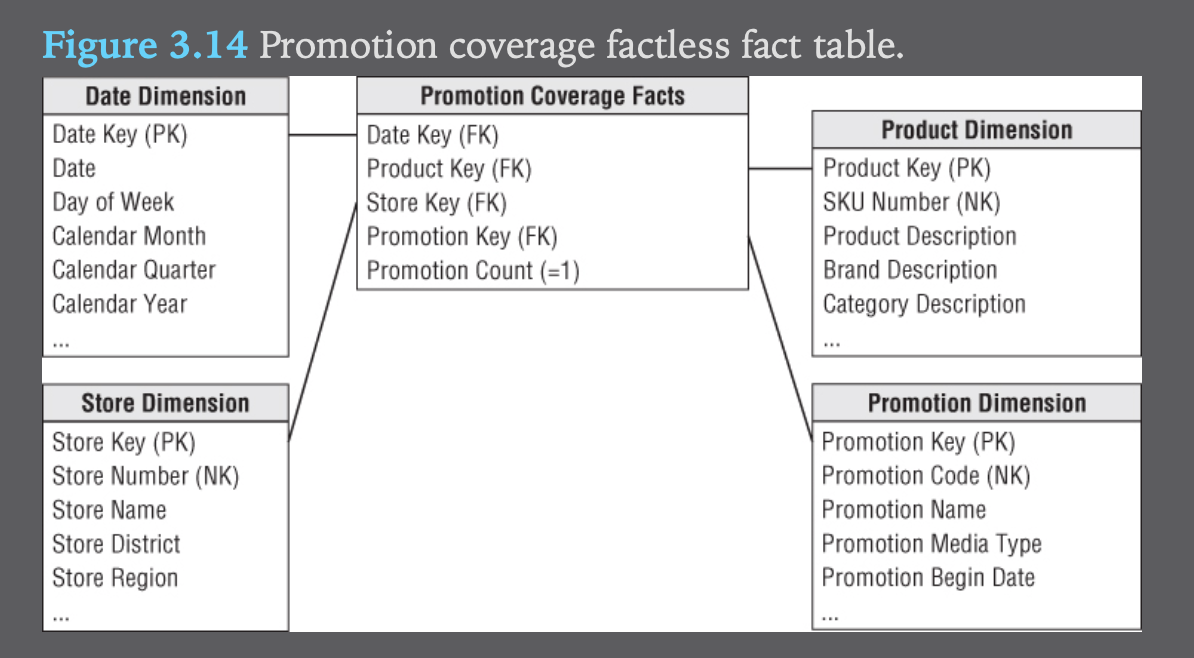 Figure 3.14 Promotion coverage factless fact table.
Date Dimension
Date Key (PK)
Date
Day of Week
Calendar Month
Calendar Quarter
Calendar Year
...
Promotion Coverage Facts
Date Key (FK)
Product Key (FK)
Store Key (FK)
Promotion Key (FK)
Promotion Count (=1)
Product Dimension
Product Key (PK)
SKU Number (NK)
Product Description
Brand Description
Category Description
...
Store Dimension
Store Key (PK)
Store Number (NK)
Store Name
Store District
Store Region
...
Promotion Dimension
Promotion Key (PK)
Promotion Code (NK)
Promotion Name
Promotion Media Type
Promotion Begin Date
...